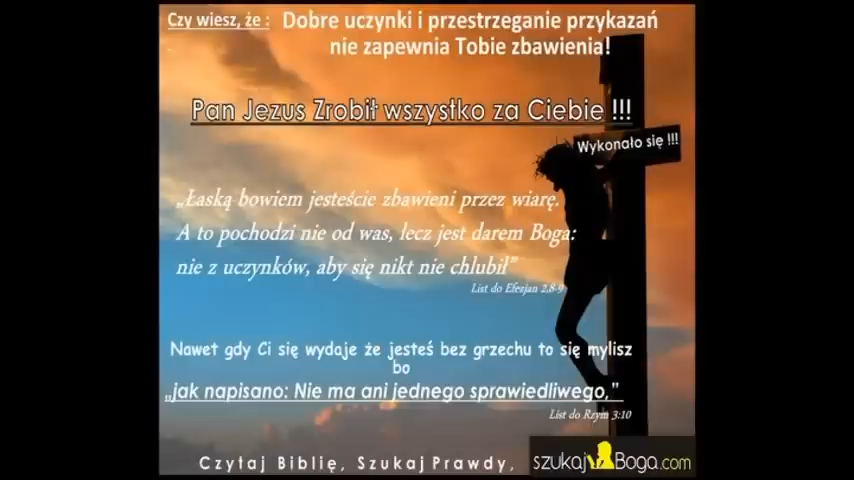 Czy wiesz, że : Dobre uczynki i przestrzeganie przykazań
nie zapewnia Tobie zbawienia!
Pan Jezus Zrobił wszystko za Ciebie !!!
Wykonało się !!!
„Łaską bowiem jesteście zbawieni przez wiarę.
A to pochodzi nie od was, lecz jest darem Boga:
nie z uczynków, aby się nikt nie chlubił”
List do Efezjan 2,8-9
Nawet gdy Ci się wydaje że jesteś bez grzechu to się mylisz
bo
„jak napisano: Nie ma ani jednego sprawiedliwego,”
List do Rzym 3:10
Czytaj Biblię, Szukaj Prawdy,
szukajBoga.com